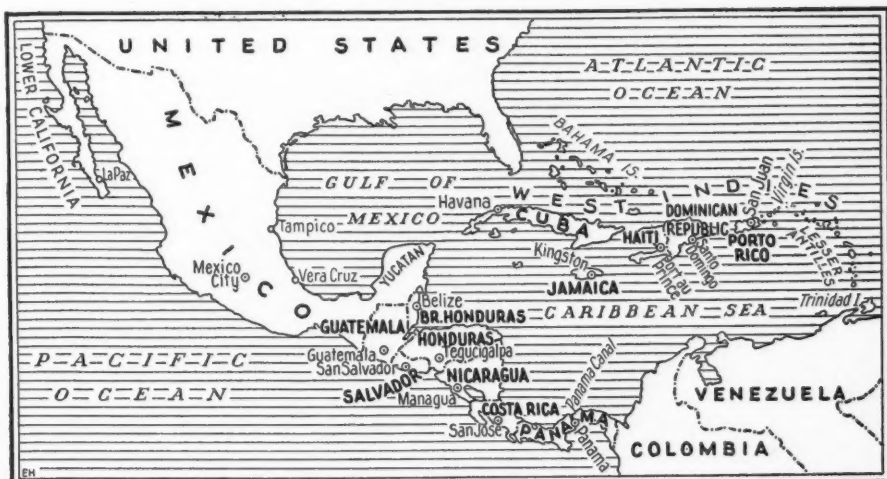 UNITED STATES
ATLANTIC
OCEAN
LOWER CALIFORNIA
MEXICO
La Paz
GULF OF
MEXICO
BAHAMA IS.
WEST INDIES
Havana
CUBA
DOMINICAN
REPUBLIC
San Juan
Virgin Is.
Tampico
HAITI
PORTO
RICO
LESSER
ANTILLES
Kingston
Port au
Prince
Santo
Domingo
Mexico
City
Vera Cruz
YUCATAN
JAMAICA
Belize
BR. HONDURAS
CARIBBEAN SEA
Trinidad I.
GUATEMALA
HONDURAS
PACIFIC
OCEAN
Guatemala
Tegucigalpa
San Salvador
SALVADOR
NICARAGUA
Panama Canal
VENEZUELA
Managua
COSTA RICA
San José
PANAMA
Panama
COLOMBIA
EH